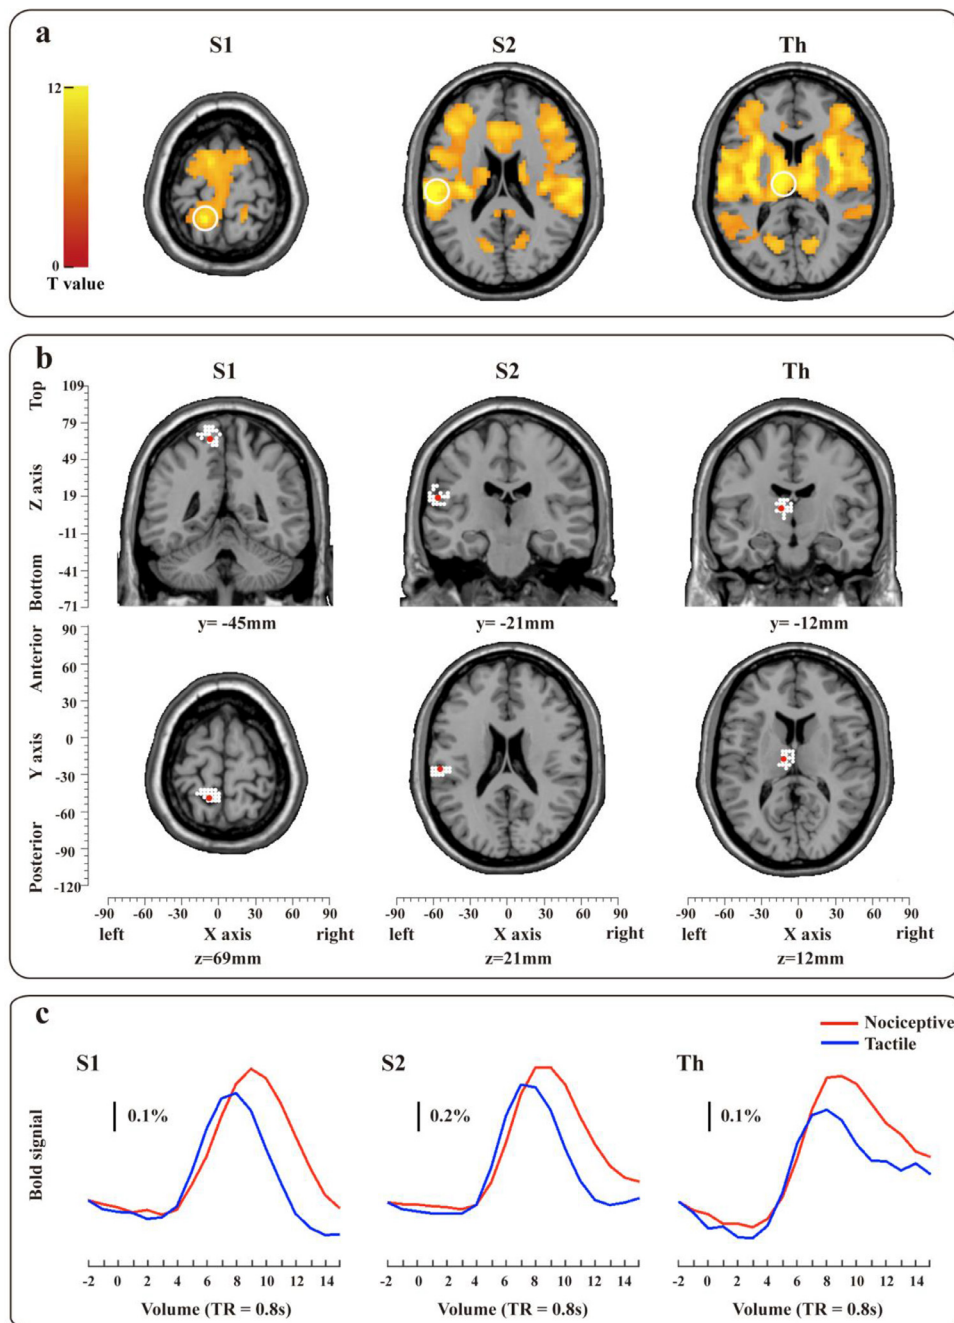 a
S1 S2 Th
12
0
T value
b
S1 S2 Th
Top
Z axis
Bottom
109
79
49
19
-11
-41
-71
y= -45mm y= -21mm y= -12mm
Anterior
Y axis
Posterior
90
60
30
0
-30
-60
-90
-120
-90 -60 -30 0 30 60 90 -90 -60 -30 0 30 60 90 -90 -60 -30 0 30 60 90
left X axis right left X axis right left X axis right
z=69mm z=21mm z=12mm
c
Nociceptive
Tactile
S1 S2 Th
0.1% 0.2% 0.1%
Bold signial
-2 0 2 4 6 8 10 12 14 -2 0 2 4 6 8 10 12 14 -2 0 2 4 6 8 10 12 14
Volume (TR = 0.8s) Volume (TR = 0.8s) Volume (TR = 0.8s)